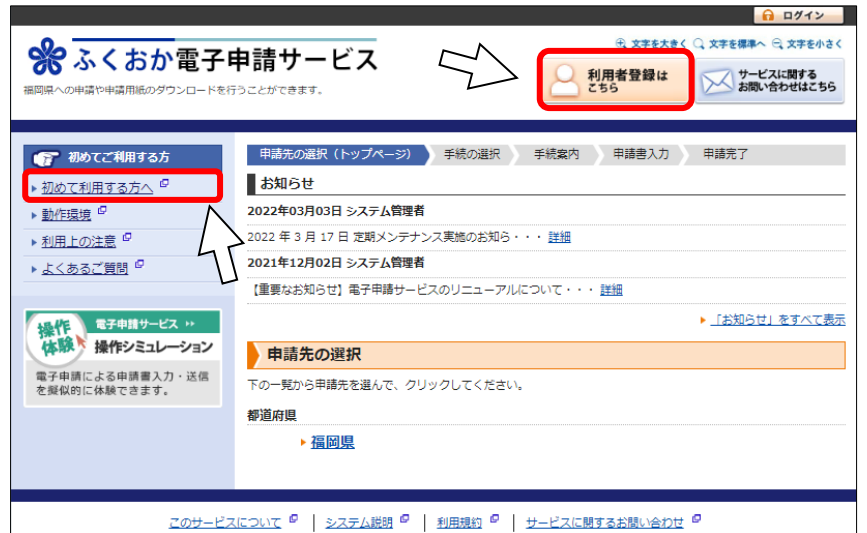 ログイン
文字を大きく 文字を標準へ 文字を小さく
ふくおか電子申請サービス
福岡県への申請や申請用紙のダウンロードを行うことができます。
利用者登録は
こちら
サービスに関する
お問い合わせはこちら
初めてご利用する方
初めて利用する方へ
動作環境
利用上の注意
よくあるご質問
操作
体験
電子申請サービス
操作シミュレーション
電子申請による申請書入力・送信
を擬似的に体験できます。
申請先の選択（トップページ） 手続の選択 手続案内 申請書入力 申請完了
お知らせ
2022年03月03日 システム管理者
2022 年 3 月 17 日 定期メンテナンス実施のお知ら・・・ 詳細
2021年12月02日 システム管理者
【重要なお知らせ】電子申請サービスのリニューアルについて・・・ 詳細
「お知らせ」をすべて表示
申請先の選択
下の一覧から申請先を選んで、クリックしてください。
都道府県
福岡県
このサービスについて | システム説明 | 利用規約 | サービスに関するお問い合わせ